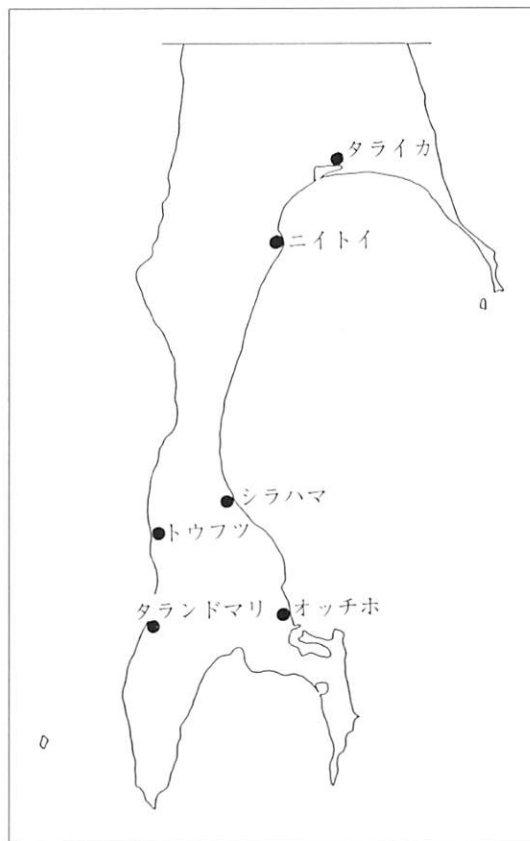 タライカ
ニイトイ
シラハマ
トウフツ
タランドマリ
オッチホ